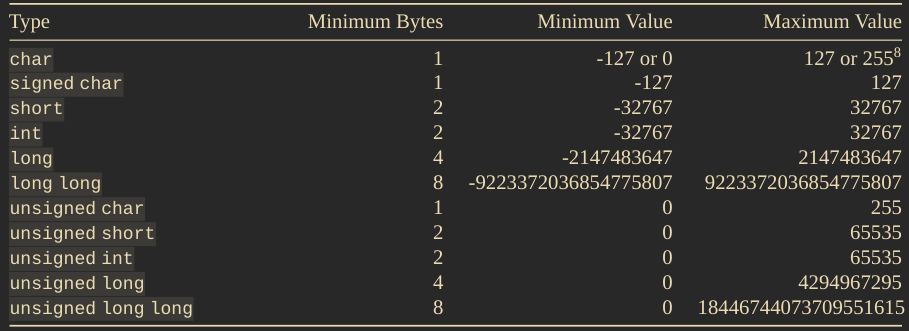 Type Minimum Bytes Minimum Value Maximum Value
char 1 -127 or 0 127 or 255⁸
signed char 1 -127 127
short 2 -32767 32767
int 2 -32767 32767
long 4 -2147483647 2147483647
long long 8 -9223372036854775807 9223372036854775807
unsigned char 1 0 255
unsigned short 2 0 65535
unsigned int 2 0 65535
unsigned long 4 0 4294967295
unsigned long long 8 0 18446744073709551615